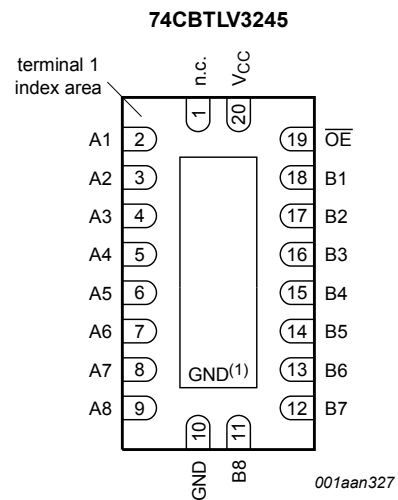 74CBTLV3245
terminal 1
index area
n.c.
VCC
1
20
A1 2 19 OE
A2 3 18 B1
A3 4 17 B2
A4 5 16 B3
A5 6 15 B4
A6 7 14 B5
A7 8 13 B6
GND(1)
A8 9 12 B7
10
11
GND
B8
001aan327